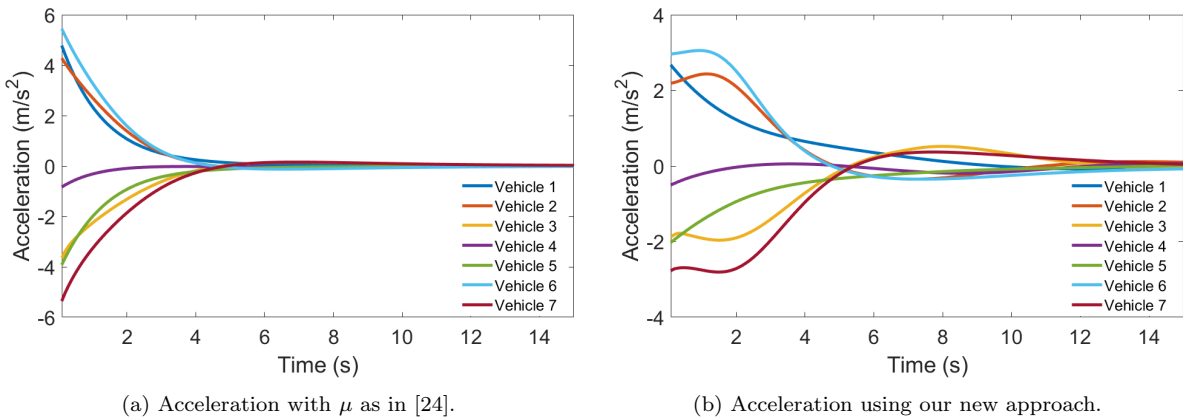 6
4
2
0
-2
-4
-6
Acceleration (m/s²)
2 4 6 8 10 12 14
Time (s)
Vehicle 1
Vehicle 2
Vehicle 3
Vehicle 4
Vehicle 5
Vehicle 6
Vehicle 7
(a) Acceleration with μ as in [24].
4
2
0
-2
-4
Acceleration (m/s²)
2 4 6 8 10 12 14
Time (s)
Vehicle 1
Vehicle 2
Vehicle 3
Vehicle 4
Vehicle 5
Vehicle 6
Vehicle 7
(b) Acceleration using our new approach.